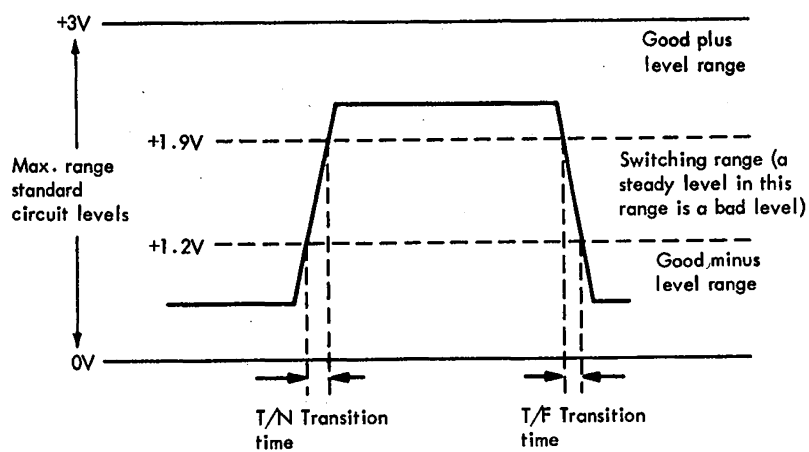 +3V
Good plus
level range
+1.9V
Max. range
standard
circuit levels
Switching range (a
steady level in this
range is a bad level)
+1.2V
Good, minus
level range
0V
T/N Transition
time
T/F Transition
time